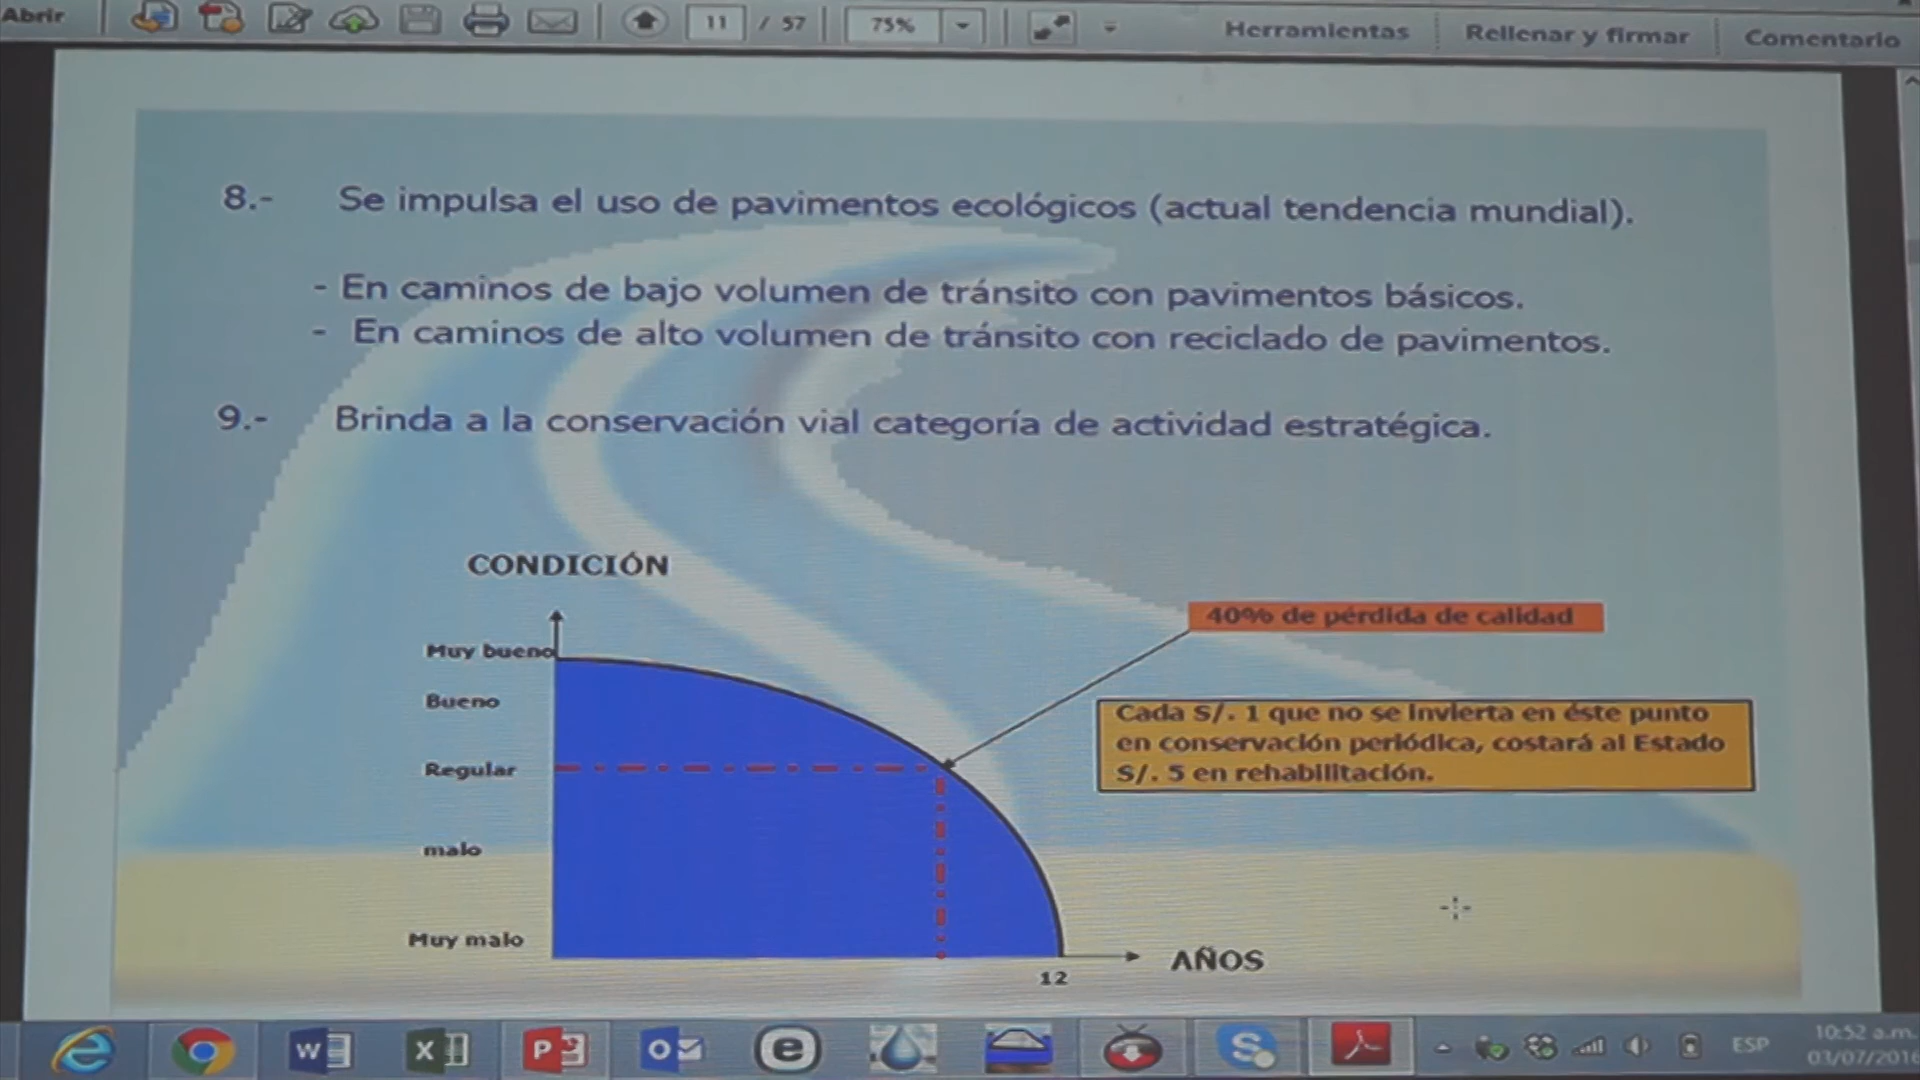 Abrir
11 / 57
75%
Herramientas
Rellenar y firmar
Comentario
8.- Se impulsa el uso de pavimentos ecológicos (actual tendencia mundial).
- En caminos de bajo volumen de tránsito con pavimentos básicos.
- En caminos de alto volumen de tránsito con reciclado de pavimentos.
9.- Brinda a la conservación vial categoría de actividad estratégica.
CONDICIÓN
40% de pérdida de calidad
Muy bueno
Bueno
Cada S/. 1 que no se invierta en éste punto
en conservación periódica, costará al Estado
S/. 5 en rehabilitación.
Regular
malo
Muy malo
AÑOS
12
ESP
10:52 a.m.
03/07/2016